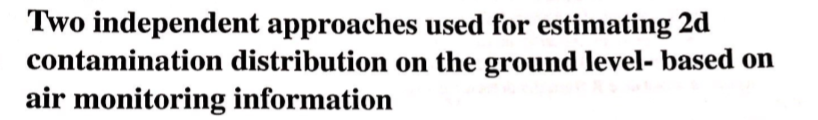 Two independent approaches used for estimating 2d
contamination distribution on the ground level- based on
air monitoring information